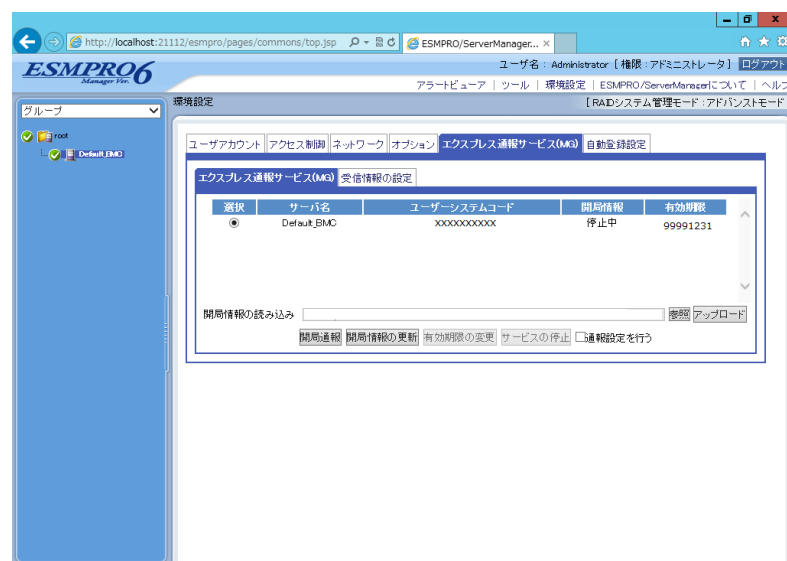 http://localhost:21112/esmpro/pages/commons/top.jsp
ESMPRO/ServerManager... ×
ESMPRO6
Manager Ver.
ユーザ名 : Administrator [ 権限 : アドミニストレータ ] ログアウト
アラートビューア | ツール | 環境設定 | ESMPRO/ServerManagerについて | ヘルプ
グループ
環境設定
[ RAIDシステム管理モード : アドバンストモード
root
Default_BMC
ユーザアカウント アクセス制御 ネットワーク オプション エクスプレス通報サービス(MG) 自動登録設定
エクスプレス通報サービス(MG) 受信情報の設定
選択 サーバ名 ユーザーシステムコード 開局情報 有効期限
Default_BMC XXXXXXXXXX 停止中 99991231
開局情報の読み込み 参照 アップロード
開局通報 開局情報の更新 有効期限の変更 サービスの停止 通報設定を行う